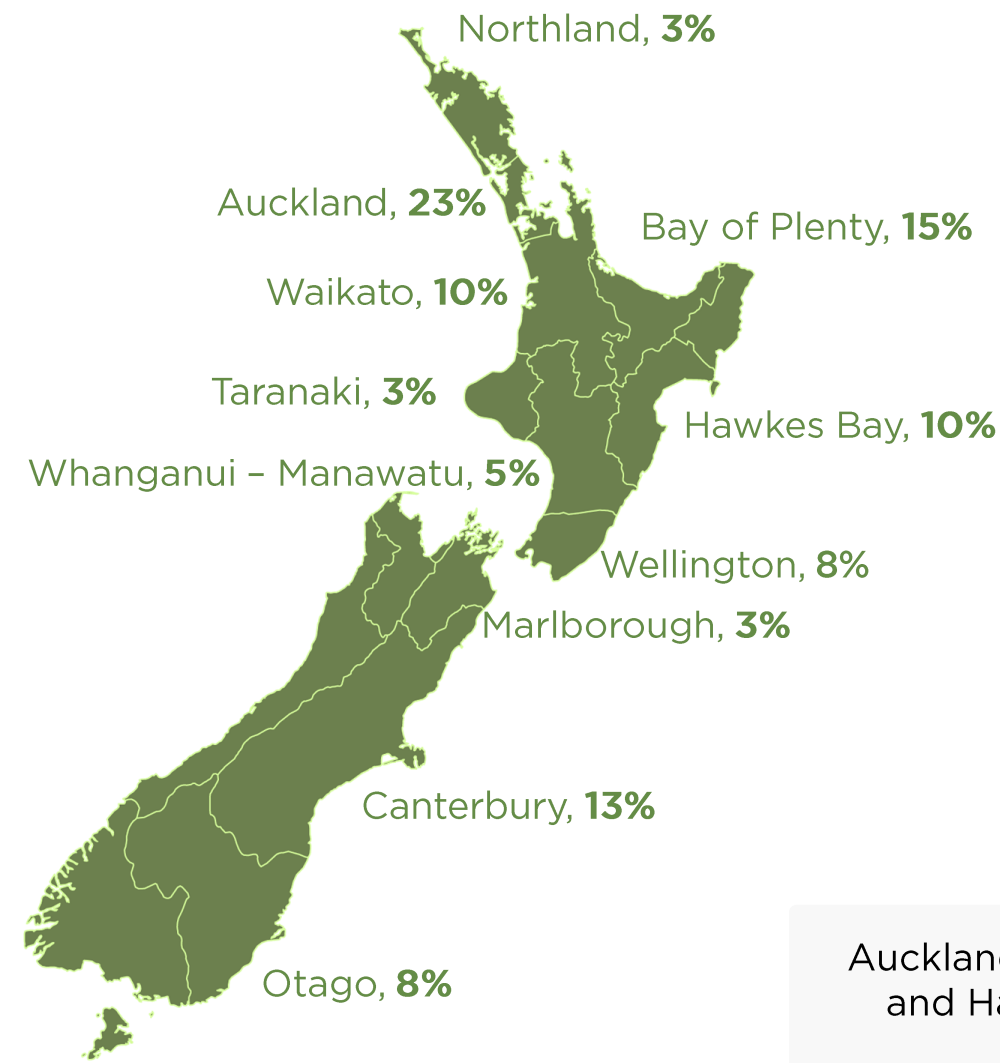 Northland, 3%
Auckland, 23%
Bay of Plenty, 15%
Waikato, 10%
Taranaki, 3%
Hawkes Bay, 10%
Whanganui – Manawatu, 5%
Wellington, 8%
Marlborough, 3%
Canterbury, 13%
Otago, 8%
and